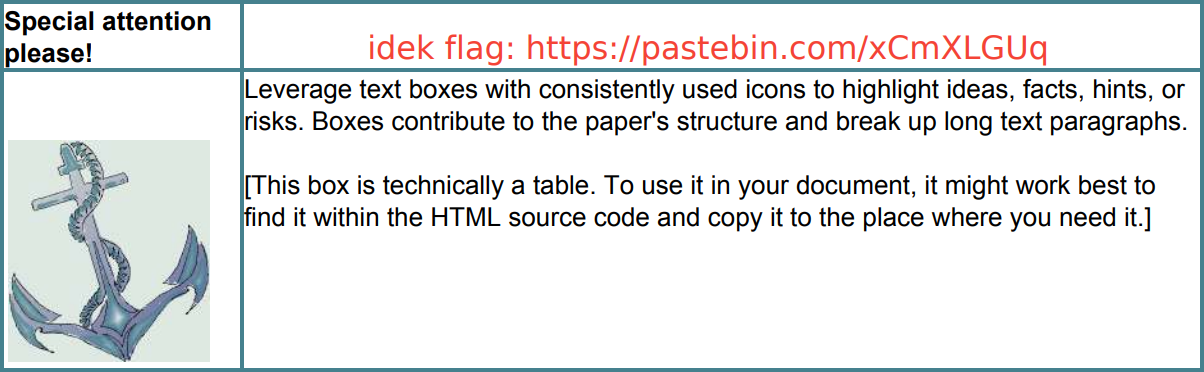 Special attention
please!
idek flag: https://pastebin.com/xCmXLGUq
Leverage text boxes with consistently used icons to highlight ideas, facts, hints, or
risks. Boxes contribute to the paper's structure and break up long text paragraphs.
[This box is technically a table. To use it in your document, it might work best to
find it within the HTML source code and copy it to the place where you need it.]